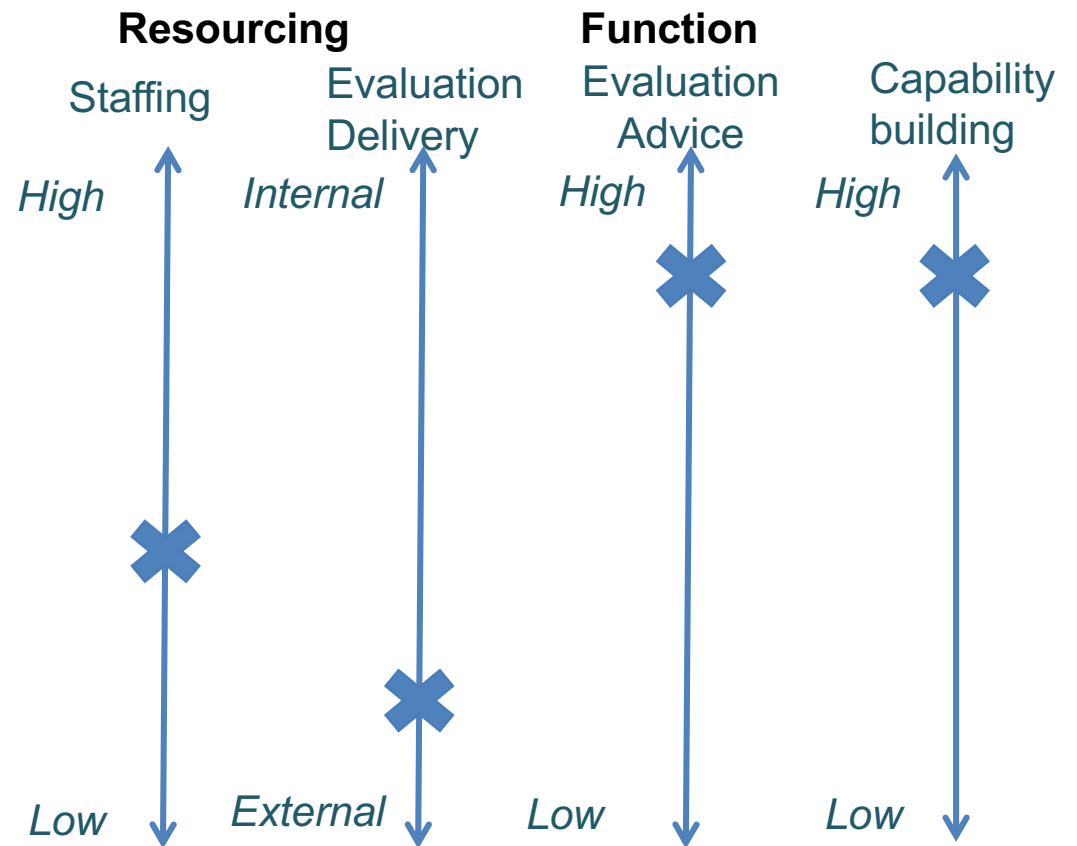 Resourcing
Function
Staffing
Evaluation
Delivery
Evaluation
Advice
Capability
building
High
Internal
High
High
Low
External
Low
Low